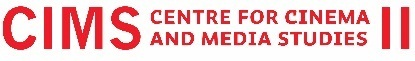 CIMS CENTRE FOR CINEMA
AND MEDIA STUDIES